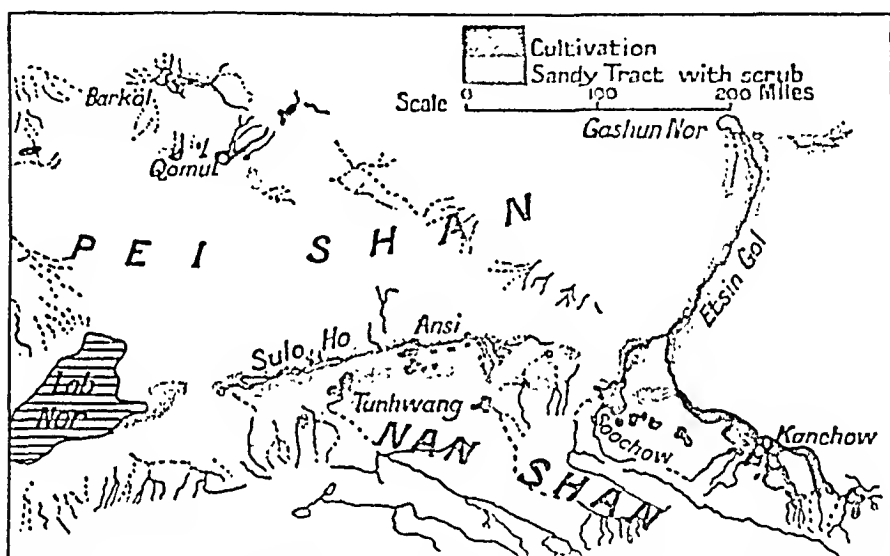 Cultivation
Sandy Tract with scrub
Scale 0 100 200 Miles
Barkol
Gashun Nor
Qomul
PEI SHAN
Etsin Gol
Sulo Ho
Ansi
Lob
Nor
Tunhwang
Soochow
Kanchow
NAN
SHAN